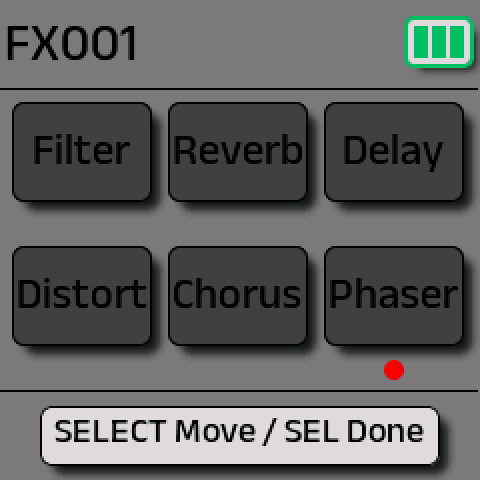 FX001
Filter Reverb Delay
Distort Chorus Phaser
SELECT Move / SEL Done